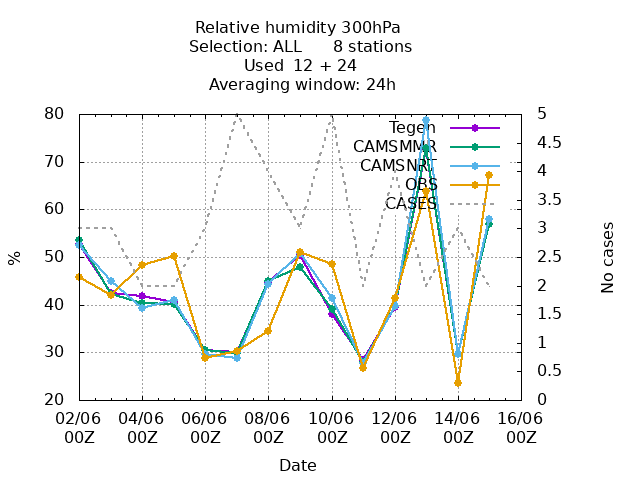 Relative humidity 300hPa
Selection: ALL 8 stations
Used 12 + 24
Averaging window: 24h
80
70
60
50
40
30
20
%
5
4.5
4
3.5
3
2.5
2
1.5
1
0.5
0
No cases
Tegen
CAMSMMR
CAMSNRT
OBS
CASES
02/06 04/06 06/06 08/06 10/06 12/06 14/06 16/06
00Z 00Z 00Z 00Z 00Z 00Z 00Z 00Z
Date